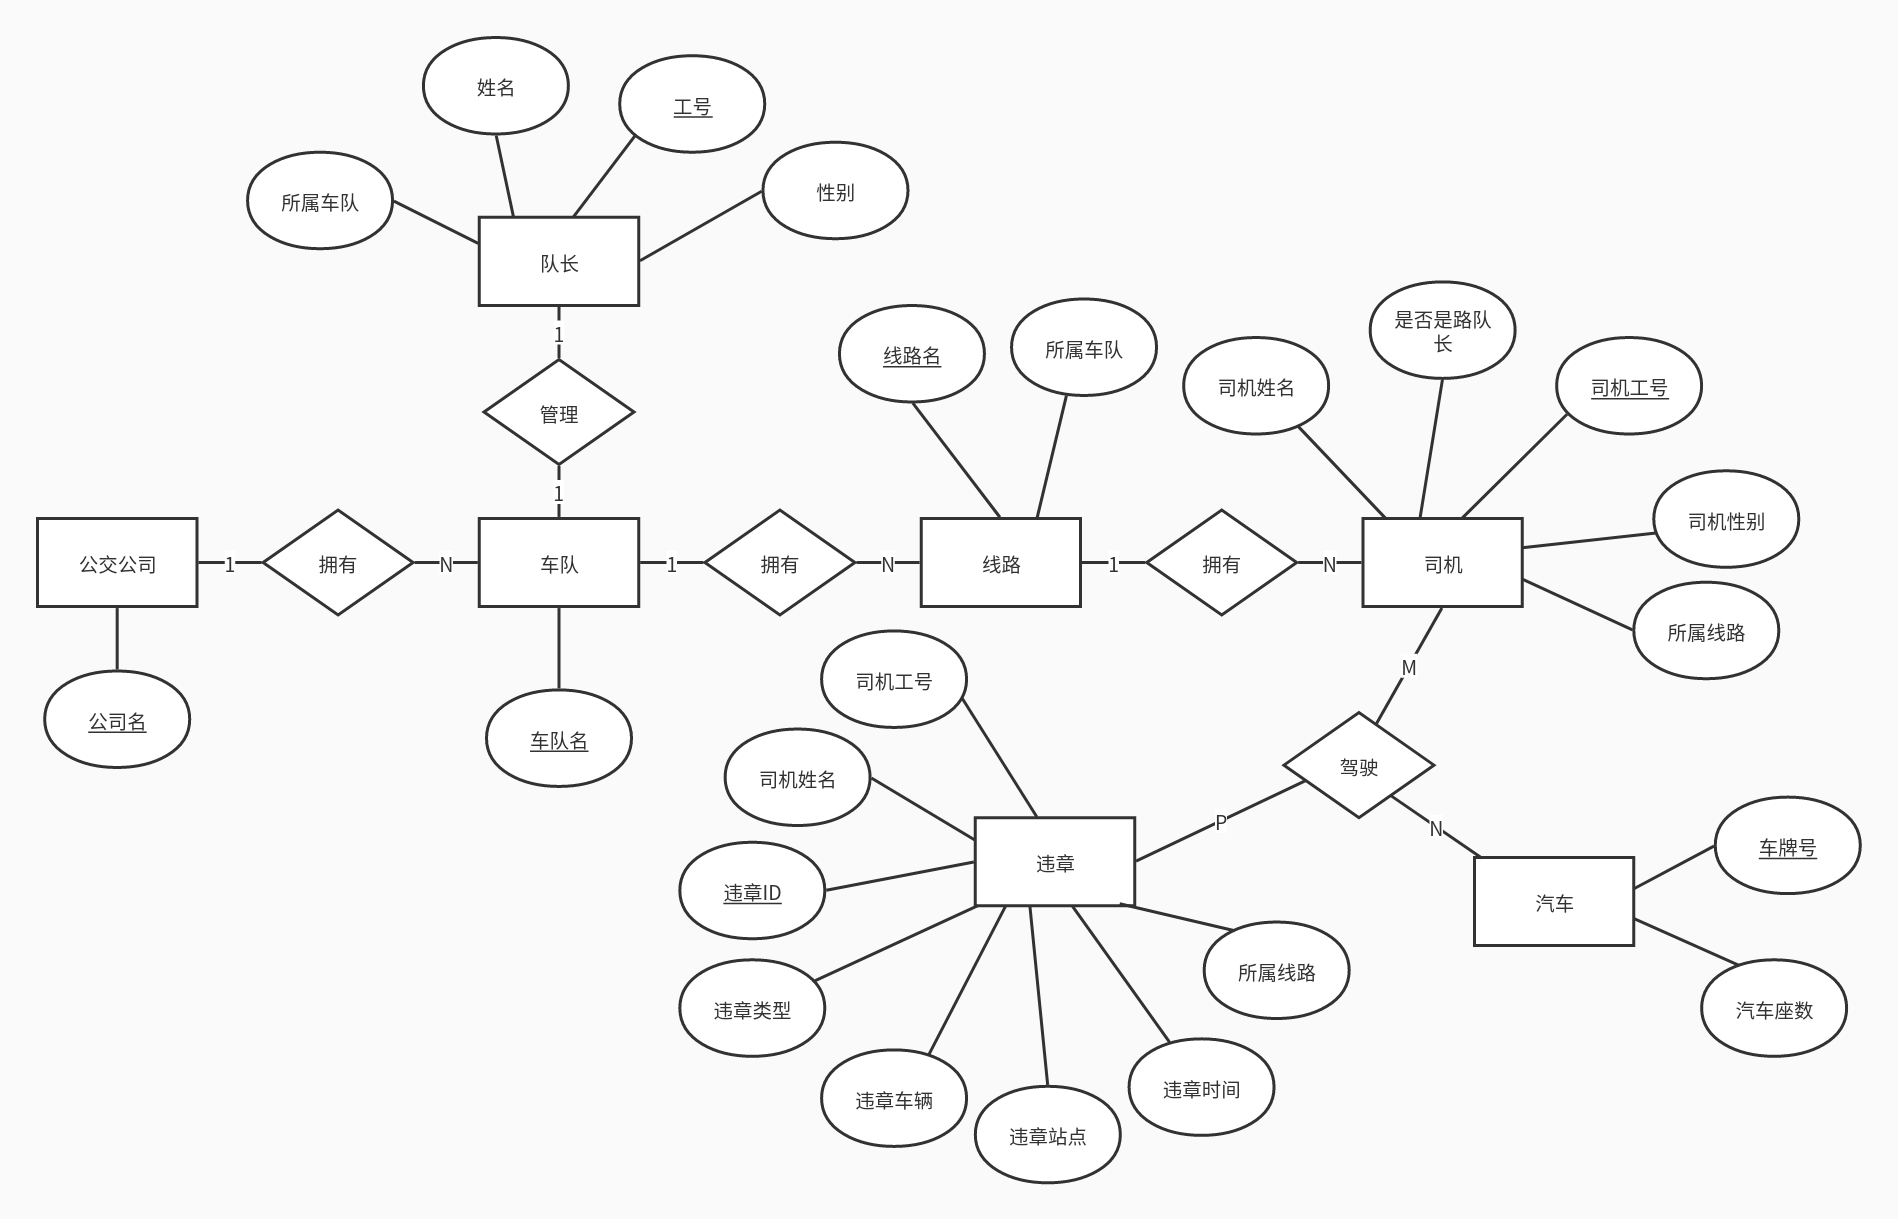 姓名
工号
性别
所属车队
队长
1
管理
1
线路名
所属车队
司机姓名
是否是路队
长
司机工号
司机性别
所属线路
公交公司
1
拥有
N
车队
1
拥有
N
线路
1
拥有
N
司机
公司名
车队名
M
驾驶
P
N
司机工号
司机姓名
违章ID
违章类型
违章
违章车辆
违章站点
违章时间
所属线路
汽车
车牌号
汽车座数